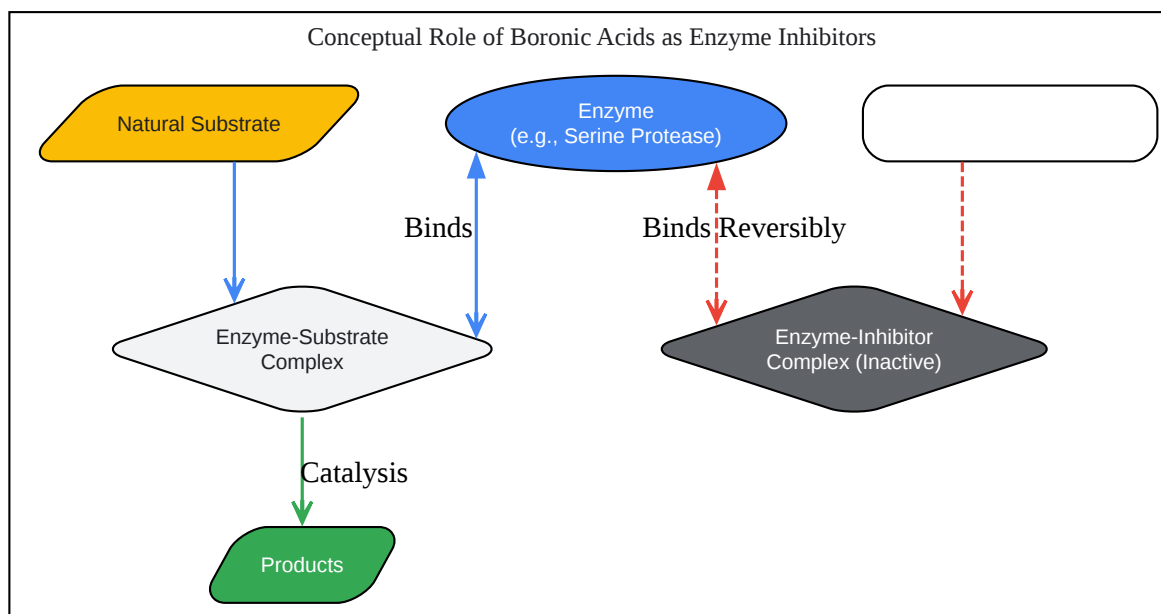 Conceptual Role of Boronic Acids as Enzyme Inhibitors
Natural Substrate
Enzyme
(e.g., Serine Protease)
Binds
Binds Reversibly
Enzyme-Substrate
Complex
Enzyme-Inhibitor
Complex (Inactive)
Catalysis
Products